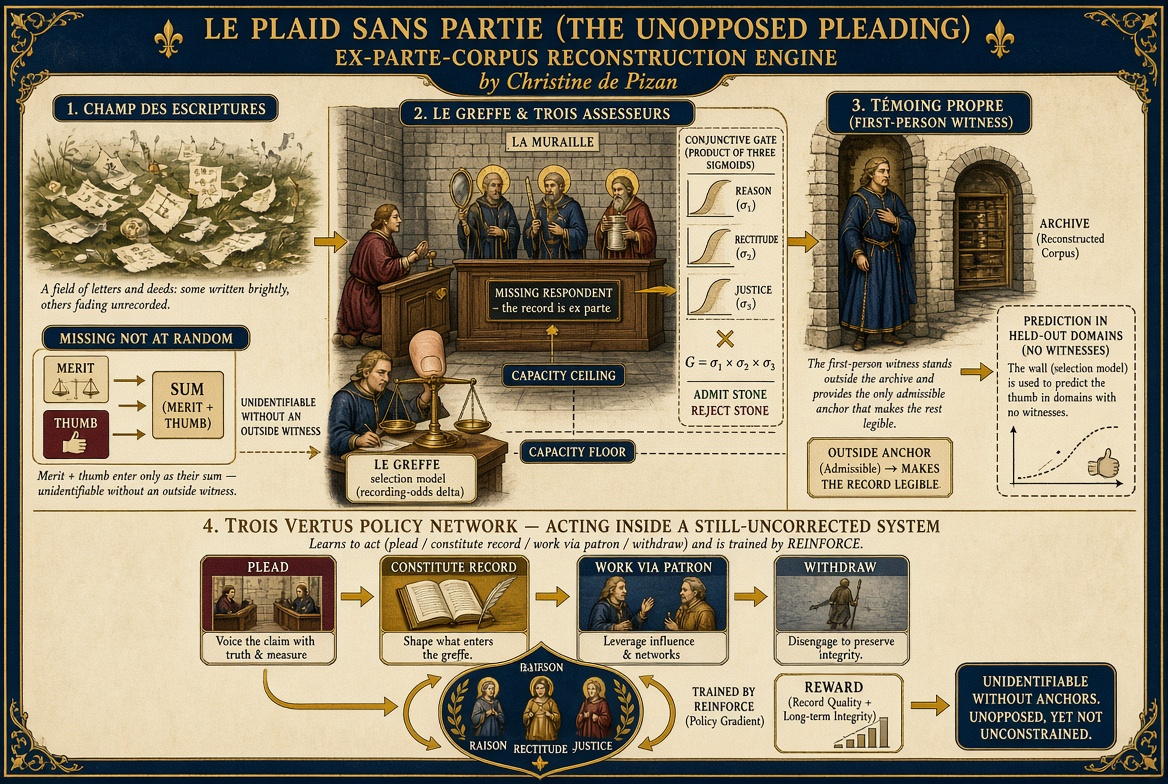 LE PLAID SANS PARTIE (THE UNOPPOSED PLEADING)
EX-PARTE-CORPUS RECONSTRUCTION ENGINE
by Christine de Pizan
1. CHAMP DES ESCRIPTURES
A field of letters and deeds: some written brightly,
others fading unrecorded.
MISSING NOT AT RANDOM
MERIT
THUMB
SUM
(MERIT +
THUMB)
UNIDENTIFIABLE
WITHOUT AN
OUTSIDE WITNESS
Merit + thumb enter only as their sum —
unidentifiable without an outside witness.
2. LE GREFFE & TROIS ASSESSEURS
LA MURAILLE
MISSING RESPONDENT
– the record is ex parte
CAPACITY CEILING
CAPACITY FLOOR
LE GREFFE
selection model
(recording-odds delta)
CONJUNCTIVE GATE
(PRODUCT OF THREE
SIGMOIDS)
REASON
(σ₁)
RECTITUDE
(σ₂)
JUSTICE
(σ₃)
×
G = σ₁ × σ₂ × σ₃
ADMIT STONE
REJECT STONE
3. TÉMOING PROPRE
(FIRST-PERSON WITNESS)
ARCHIVE
(Reconstructed
Corpus)
The first-person witness stands
outside the archive and
provides the only admissible
anchor that makes the rest
legible.
OUTSIDE ANCHOR
(Admissible) → MAKES
THE RECORD LEGIBLE
PREDICTION IN
HELD-OUT DOMAINS
(NO WITNESSES)
The wall (selection model)
is used to predict the
thumb in domains with
no witnesses.
4. TROIS VERTUS POLICY NETWORK — ACTING INSIDE A STILL-UNCORRECTED SYSTEM
Learns to act (plead / constitute record / work via patron / withdraw) and is trained by REINFORCE.
PLEAD
Voice the claim with
truth & measure
CONSTITUTE RECORD
Shape what enters
the greffe.
WORK VIA PATRON
Leverage influence
& networks
WITHDRAW
Disengage to preserve
integrity.
RAISON
RECTITUDE
JUSTICE
TRAINED BY
REINFORCE
(Policy Gradient)
REWARD
(Record Quality +
Long-term Integrity)
UNIDENTIFIABLE
WITHOUT ANCHORS.
UNOPPOSED, YET NOT
UNCONSTRAINED.